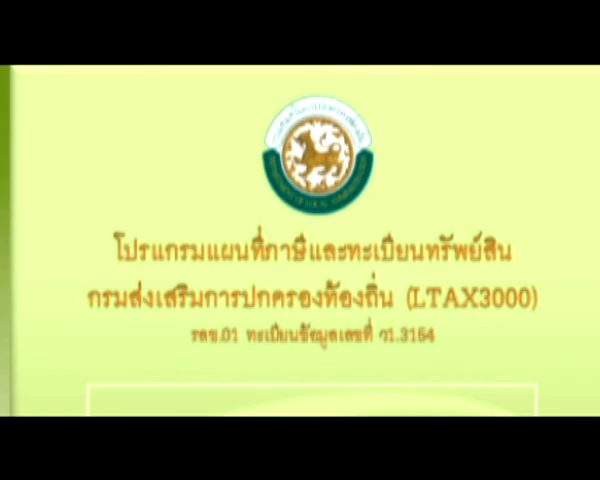 โปรแกรมแผนที่ภาษีและทะเบียนทรัพย์สิน
กรมส่งเสริมการปกครองท้องถิ่น (LTAX3000)
รดข.01 ทะเบียนข้อมูลเลขที่ ว1.3154